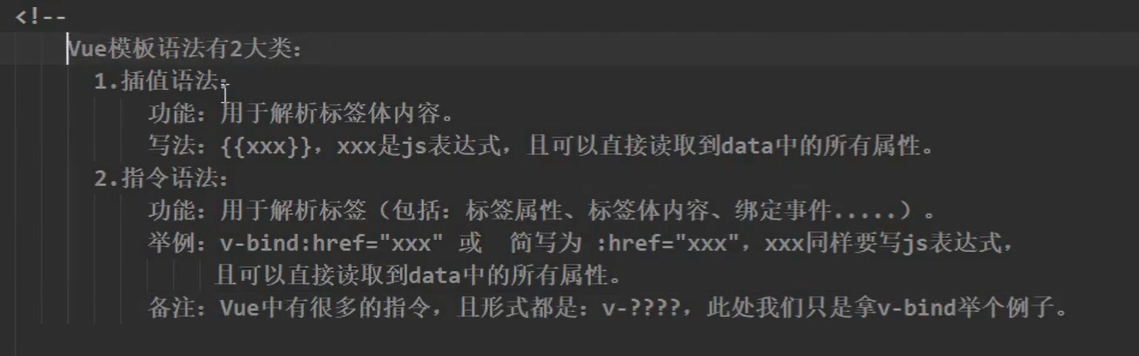 <!--
Vue模板语法有2大类:
1.插值语法:
功能: 用于解析标签体内容。
写法: {{xxx}}, xxx是js表达式, 且可以直接读取到data中的所有属性。
2.指令语法:
功能: 用于解析标签（包括: 标签属性、标签体内容、绑定事件.....）。
举例: v-bind:href="xxx" 或 简写为 :href="xxx", xxx同样要写js表达式,
且可以直接读取到data中的所有属性。
备注: Vue中有很多的指令, 且形式都是: v-????, 此处我们只是拿v-bind举个例子。